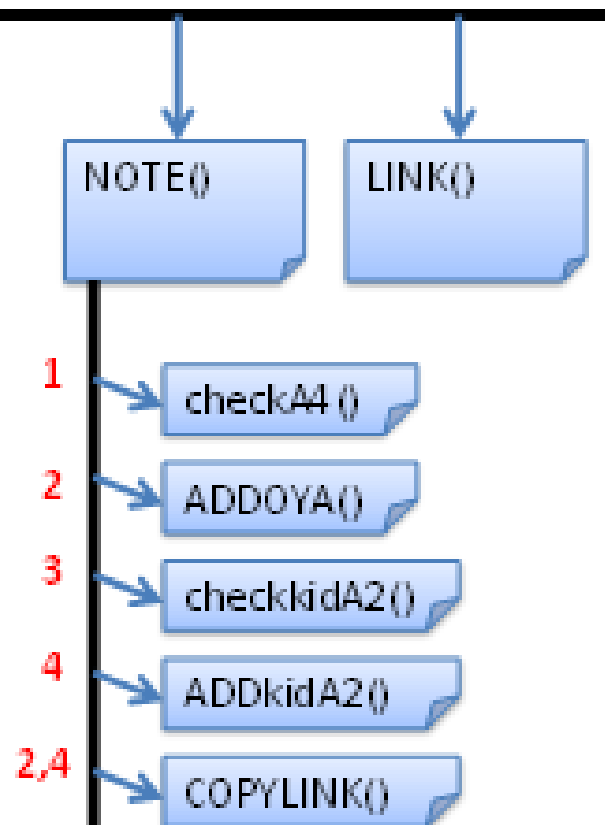 NOTE()
LINK()
1
checkA4 ()
2
ADDOYA()
3
checkkidA2()
4
ADDkidA2()
2,4
COPYLINK()